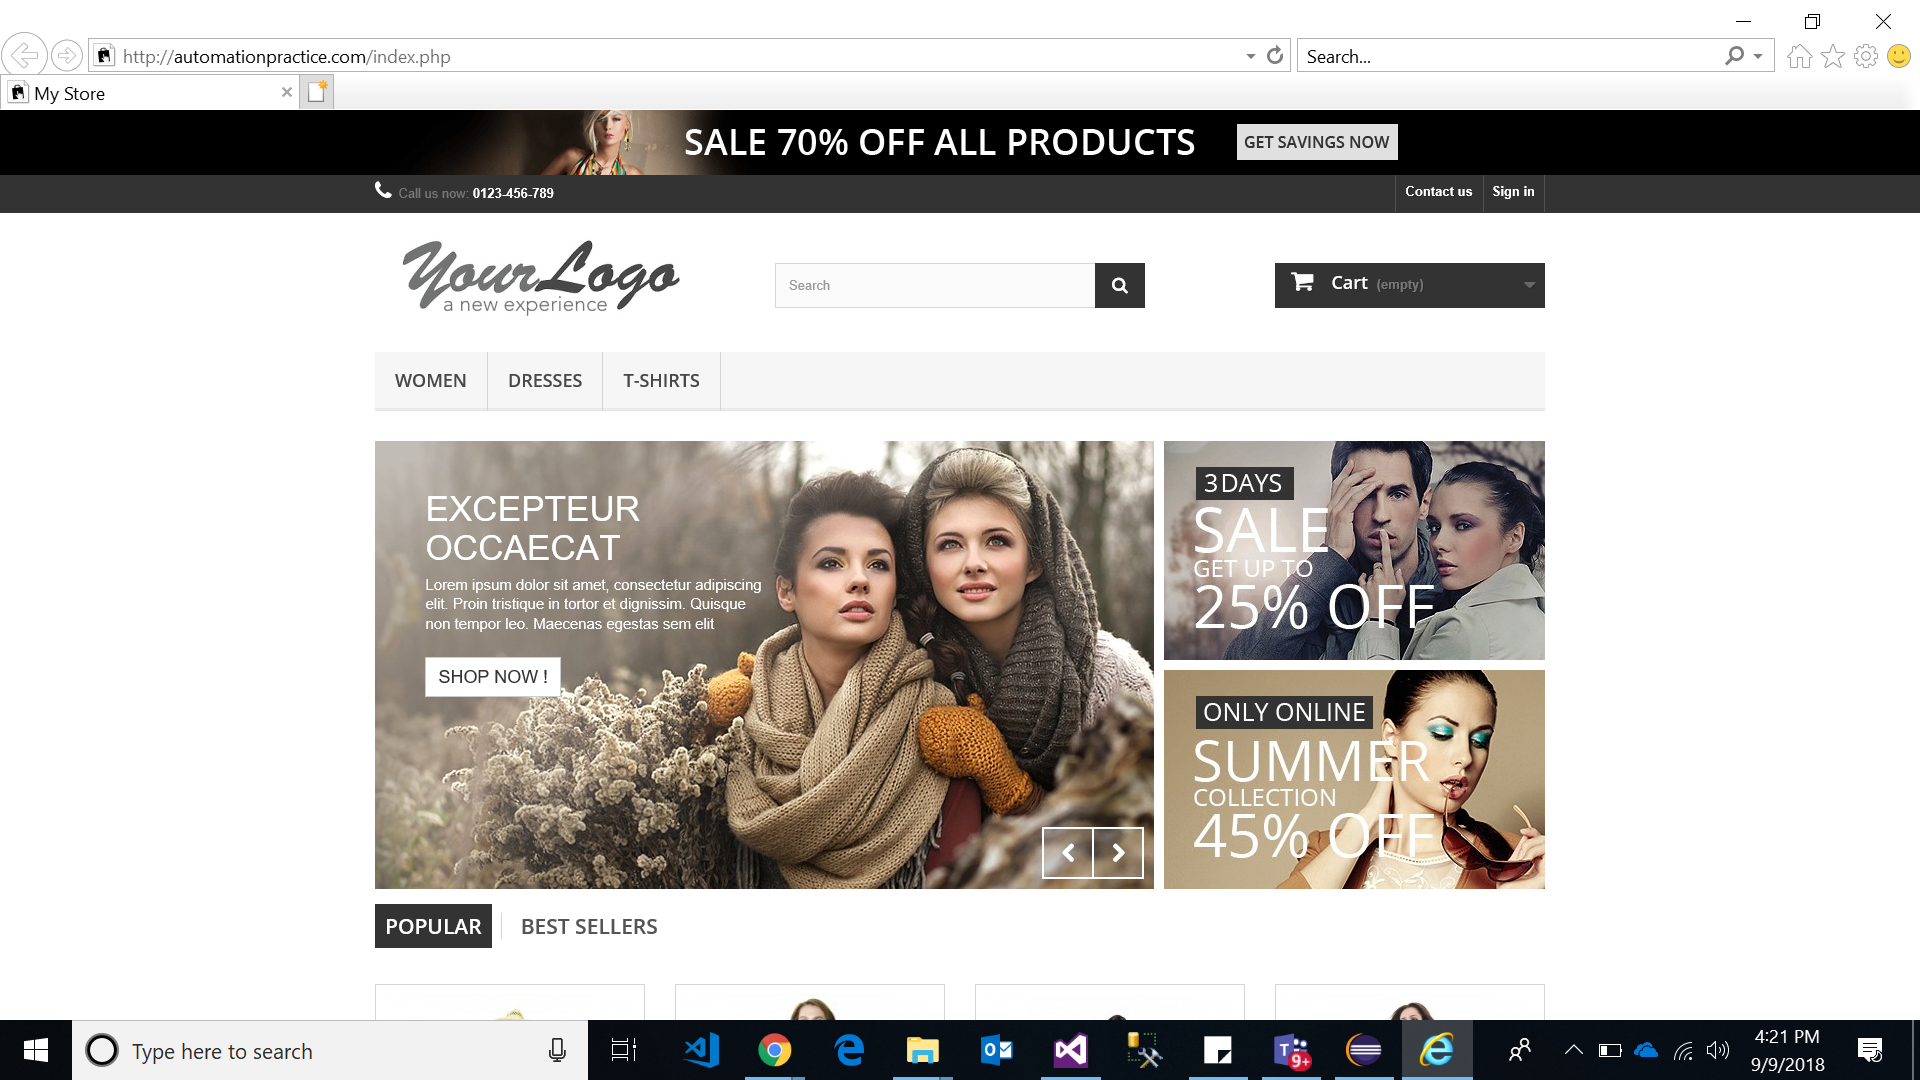 http://automationpractice.com/index.php
Search...
My Store
SALE 70% OFF ALL PRODUCTS
GET SAVINGS NOW
Call us now: 0123-456-789
Contact us
Sign in
YourLogo
a new experience
Search
Cart (empty)
WOMEN
DRESSES
T-SHIRTS
EXCEPTEUR
OCCAECAT
Lorem ipsum dolor sit amet, consectetur adipiscing
elit. Proin tristique in tortor et dignissim. Quisque
non tempor leo. Maecenas egestas sem elit
SHOP NOW !
3DAYS
SALE
GET UP TO
25% OFF
ONLY ONLINE
SUMMER
COLLECTION
45% OFF
POPULAR
BEST SELLERS
Type here to search
9+
4:21 PM
9/9/2018